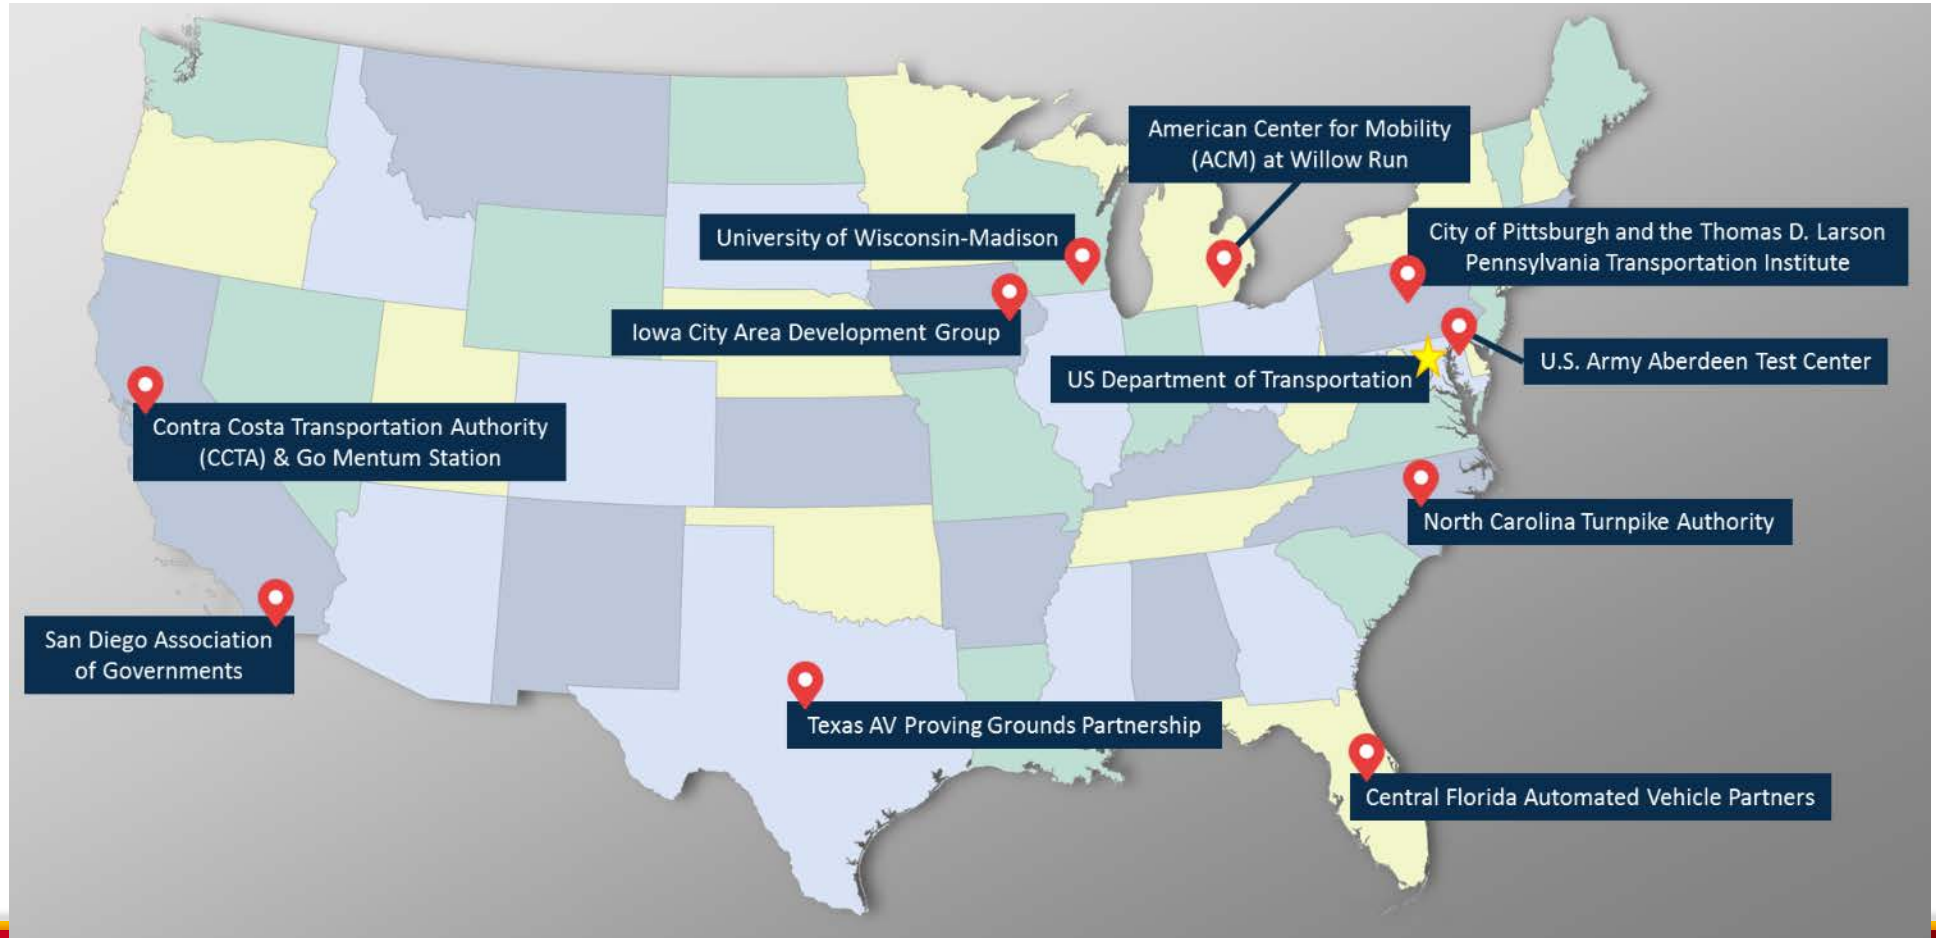 American Center for Mobility
(ACM) at Willow Run
University of Wisconsin-Madison
City of Pittsburgh and the Thomas D. Larson
Pennsylvania Transportation Institute
Iowa City Area Development Group
US Department of Transportation
U.S. Army Aberdeen Test Center
Contra Costa Transportation Authority
(CCTA) & Go Mentum Station
North Carolina Turnpike Authority
San Diego Association
of Governments
Texas AV Proving Grounds Partnership
Central Florida Automated Vehicle Partners